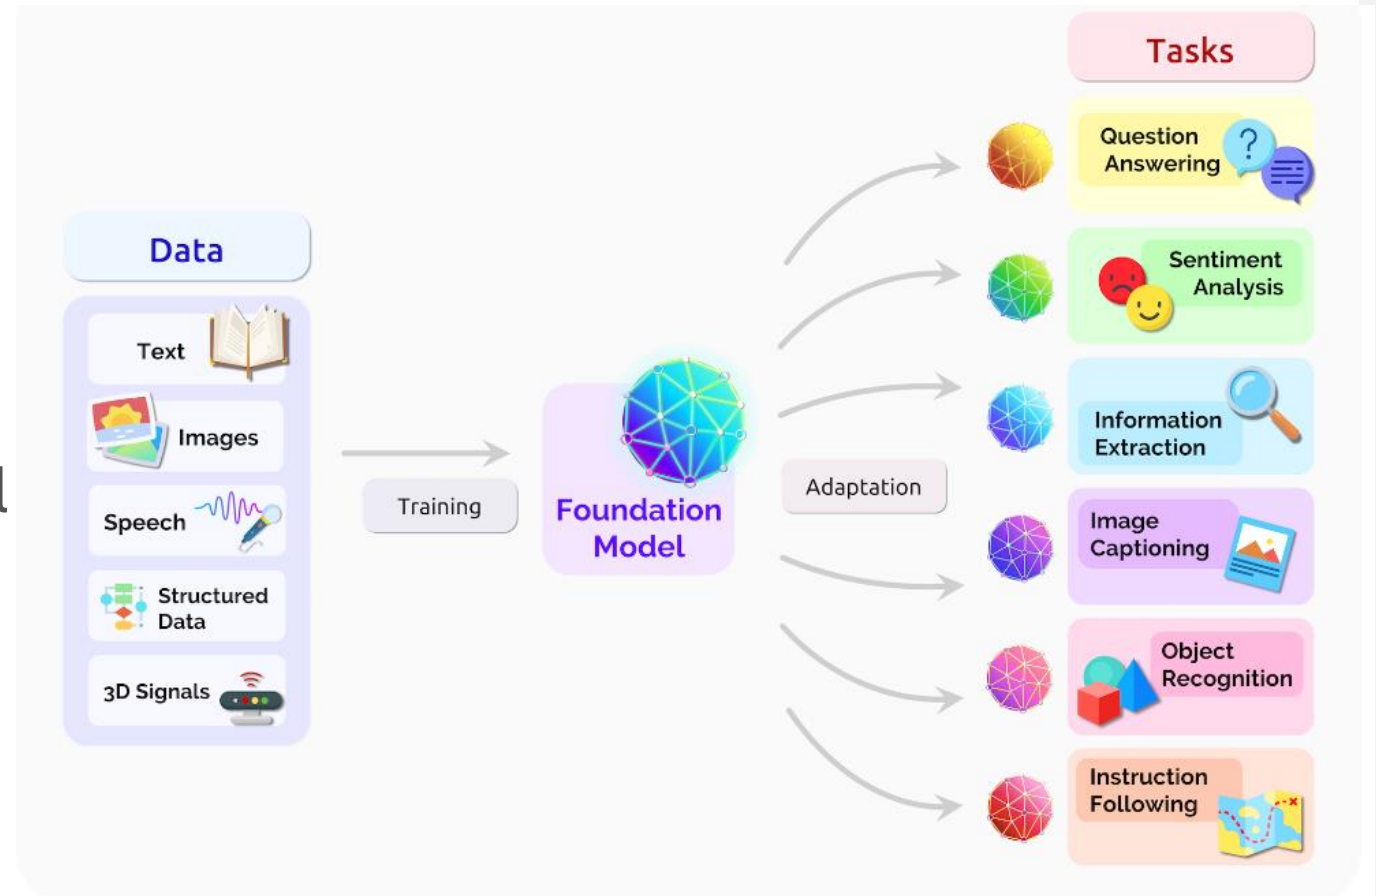 Data
Text
Images
Speech
Structured
Data
3D Signals
Training
Foundation
Model
Adaptation
Tasks
Question
Answering
?
Sentiment
Analysis
Information
Extraction
Image
Captioning
Object
Recognition
Instruction
Following